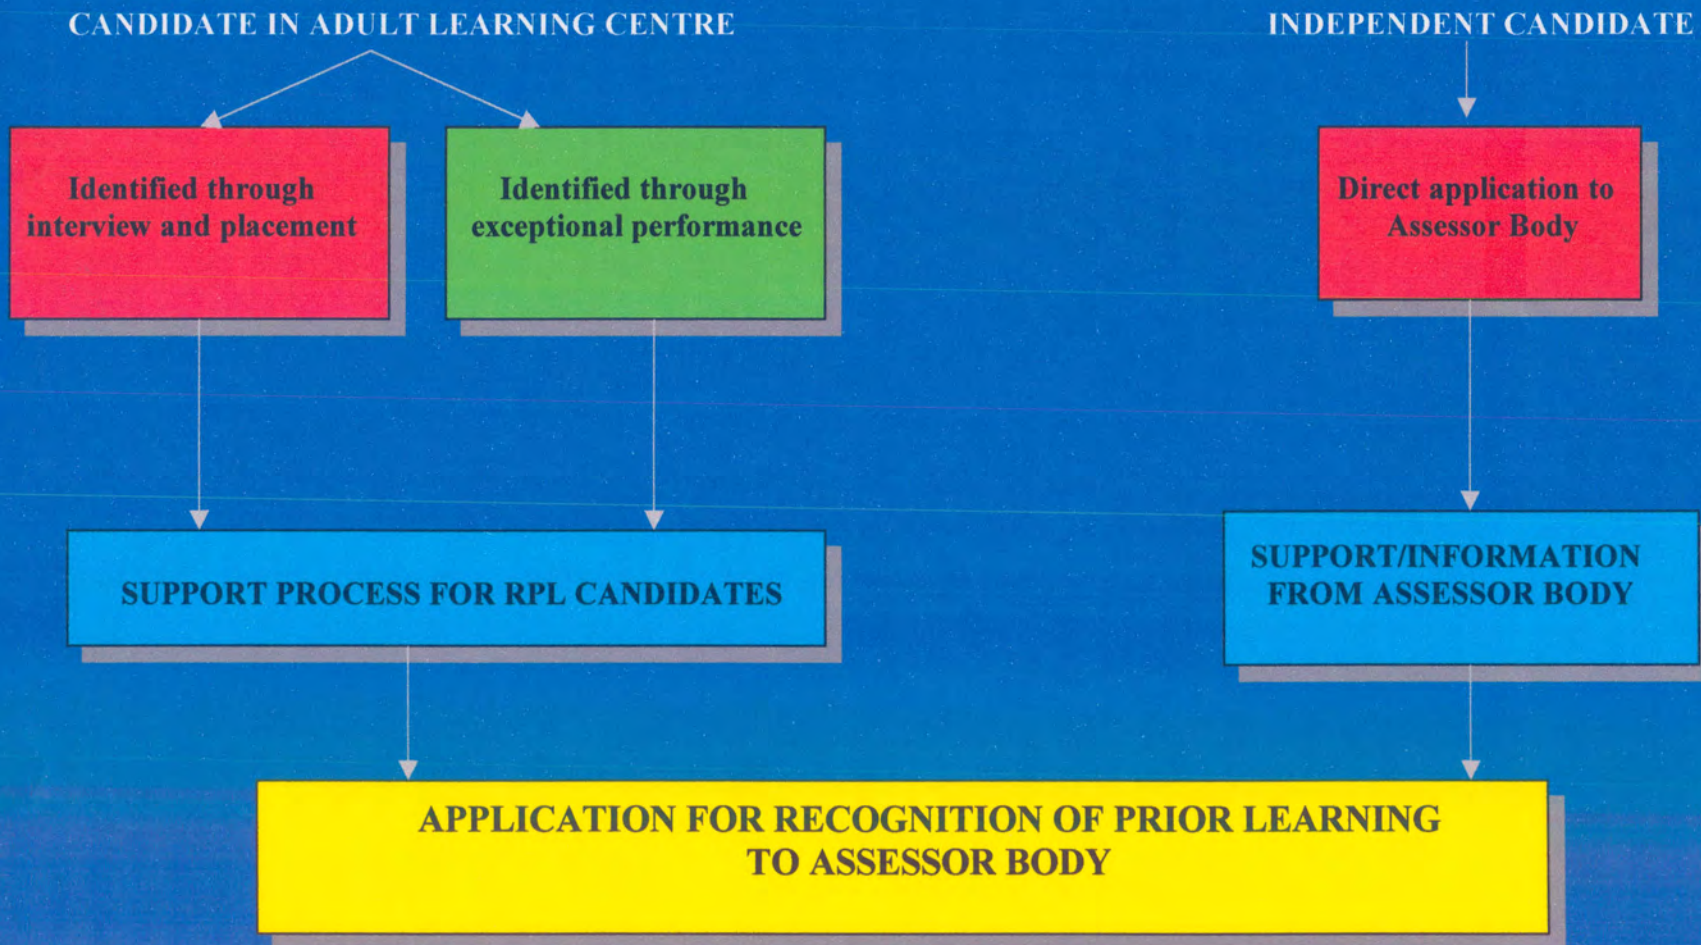 CANDIDATE IN ADULT LEARNING CENTRE
INDEPENDENT CANDIDATE
Identified through
interview and placement
Identified through
exceptional performance
Direct application to
Assessor Body
SUPPORT PROCESS FOR RPL CANDIDATES
SUPPORT/INFORMATION
FROM ASSESSOR BODY
APPLICATION FOR RECOGNITION OF PRIOR LEARNING
TO ASSESSOR BODY